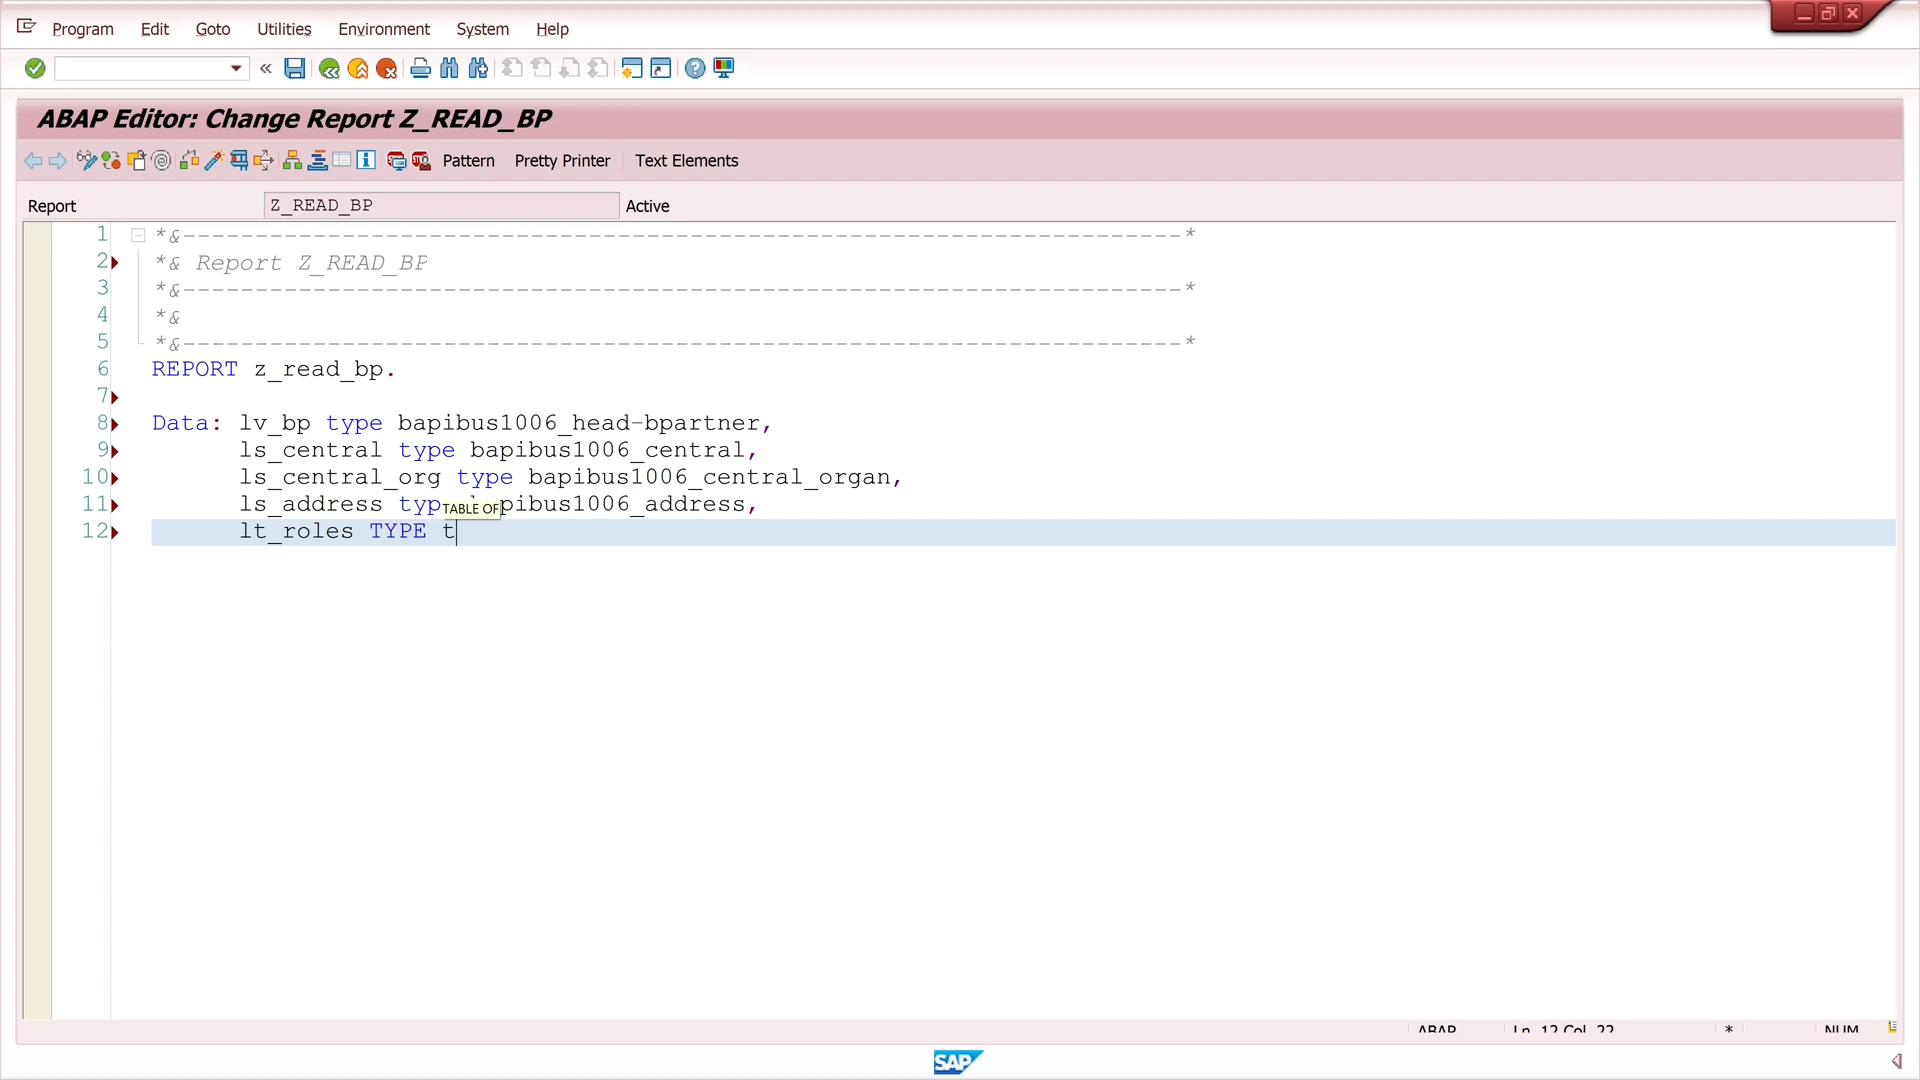 Program Edit Goto Utilities Environment System Help
ABAP Editor: Change Report Z_READ_BP
Pattern Pretty Printer Text Elements
Report Z_READ_BP Active
1 *&---------------------------------------------------------------------*
2 *& Report Z_READ_BP
3 *&---------------------------------------------------------------------*
4 *&
5 *&---------------------------------------------------------------------*
6 REPORT z_read_bp.
7
8 Data: lv_bp type bapibus1006_head-bpartner,
9 ls_central type bapibus1006_central,
10 ls_central_org type bapibus1006_central_organ,
11 ls_address typ TABLE OF pibus1006_address,
12 lt_roles TYPE t
ABAP Ln 12 Col 22 * NUM
SAP